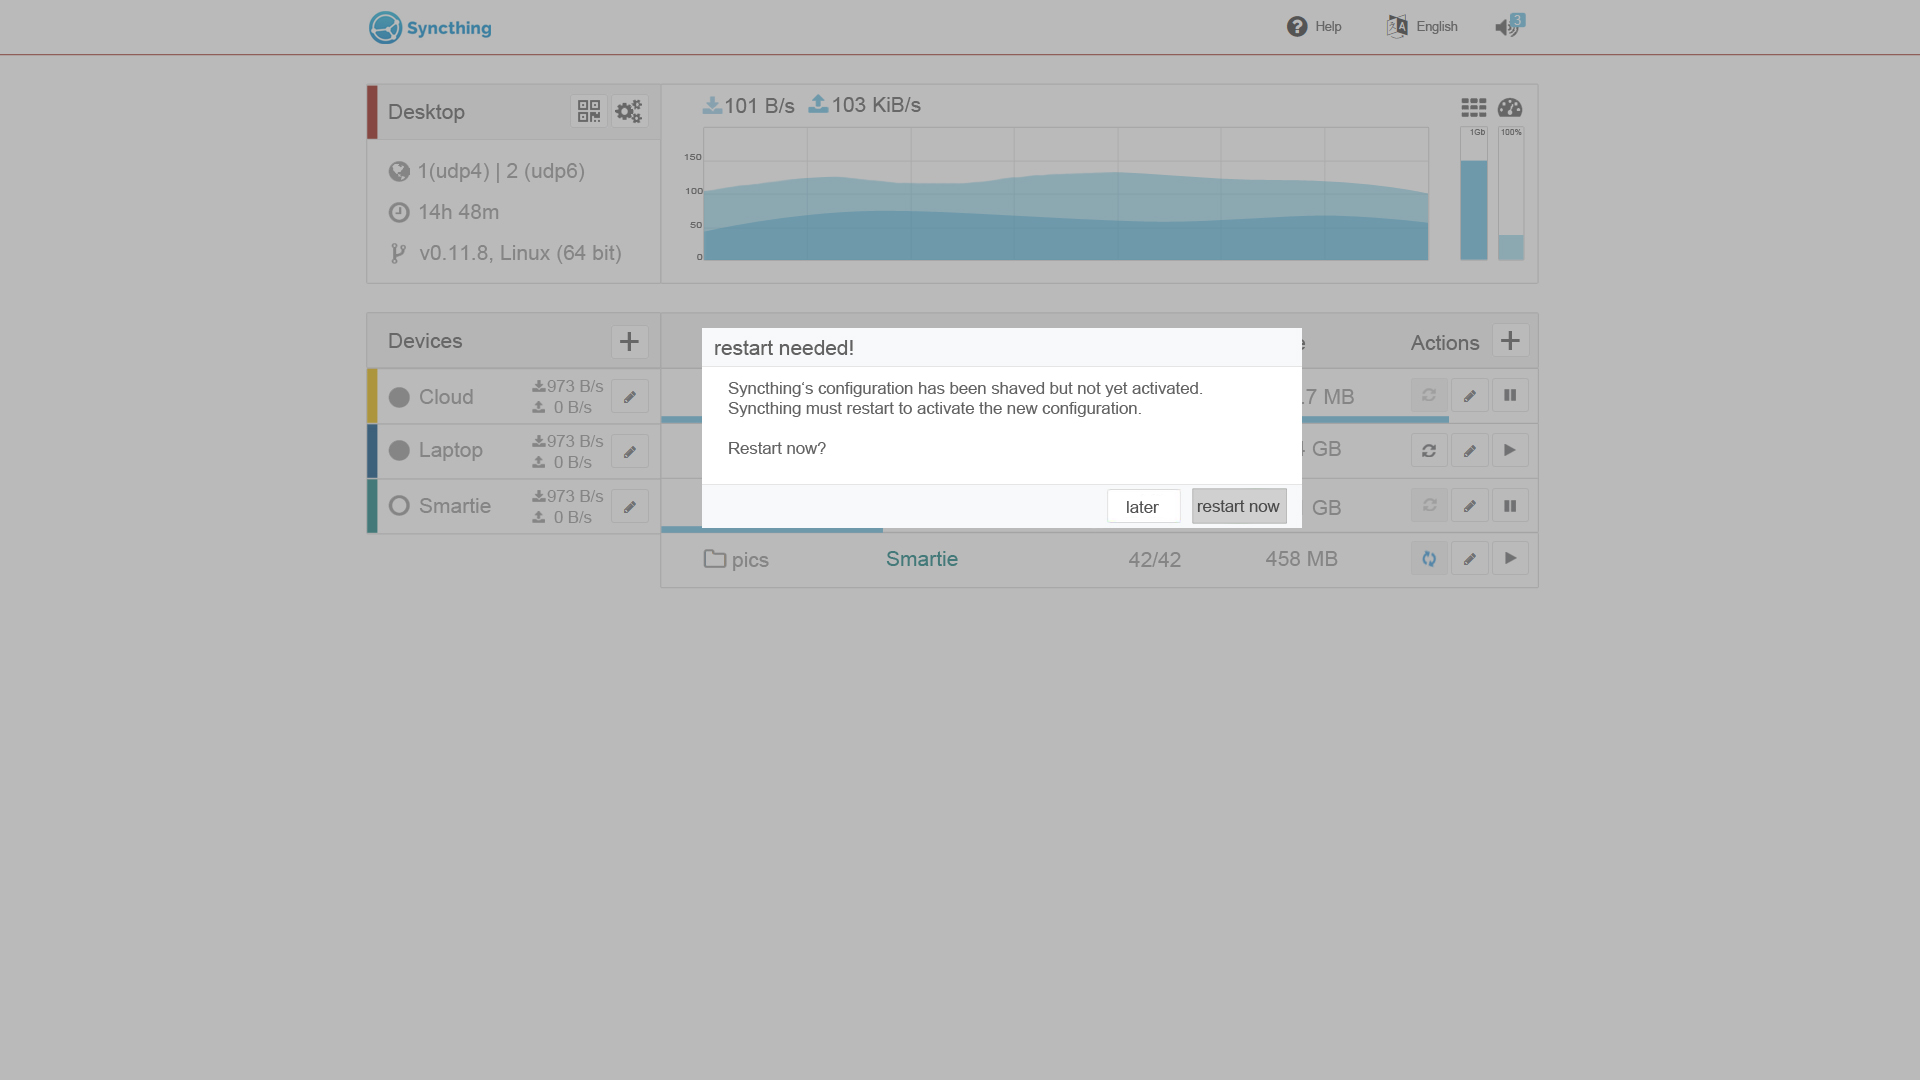 Syncthing
Help
English
3
Desktop
1(udp4) | 2 (udp6)
14h 48m
v0.11.8, Linux (64 bit)
101 B/s 103 KiB/s
150
100
50
0
1Gb
100%
Devices
Cloud
973 B/s
0 B/s
Laptop
973 B/s
0 B/s
Smartie
973 B/s
0 B/s
Actions
.7 MB
GB
GB
restart needed!
Syncthing‘s configuration has been shaved but not yet activated.
Syncthing must restart to activate the new configuration.
Restart now?
later
restart now
pics Smartie 42/42 458 MB